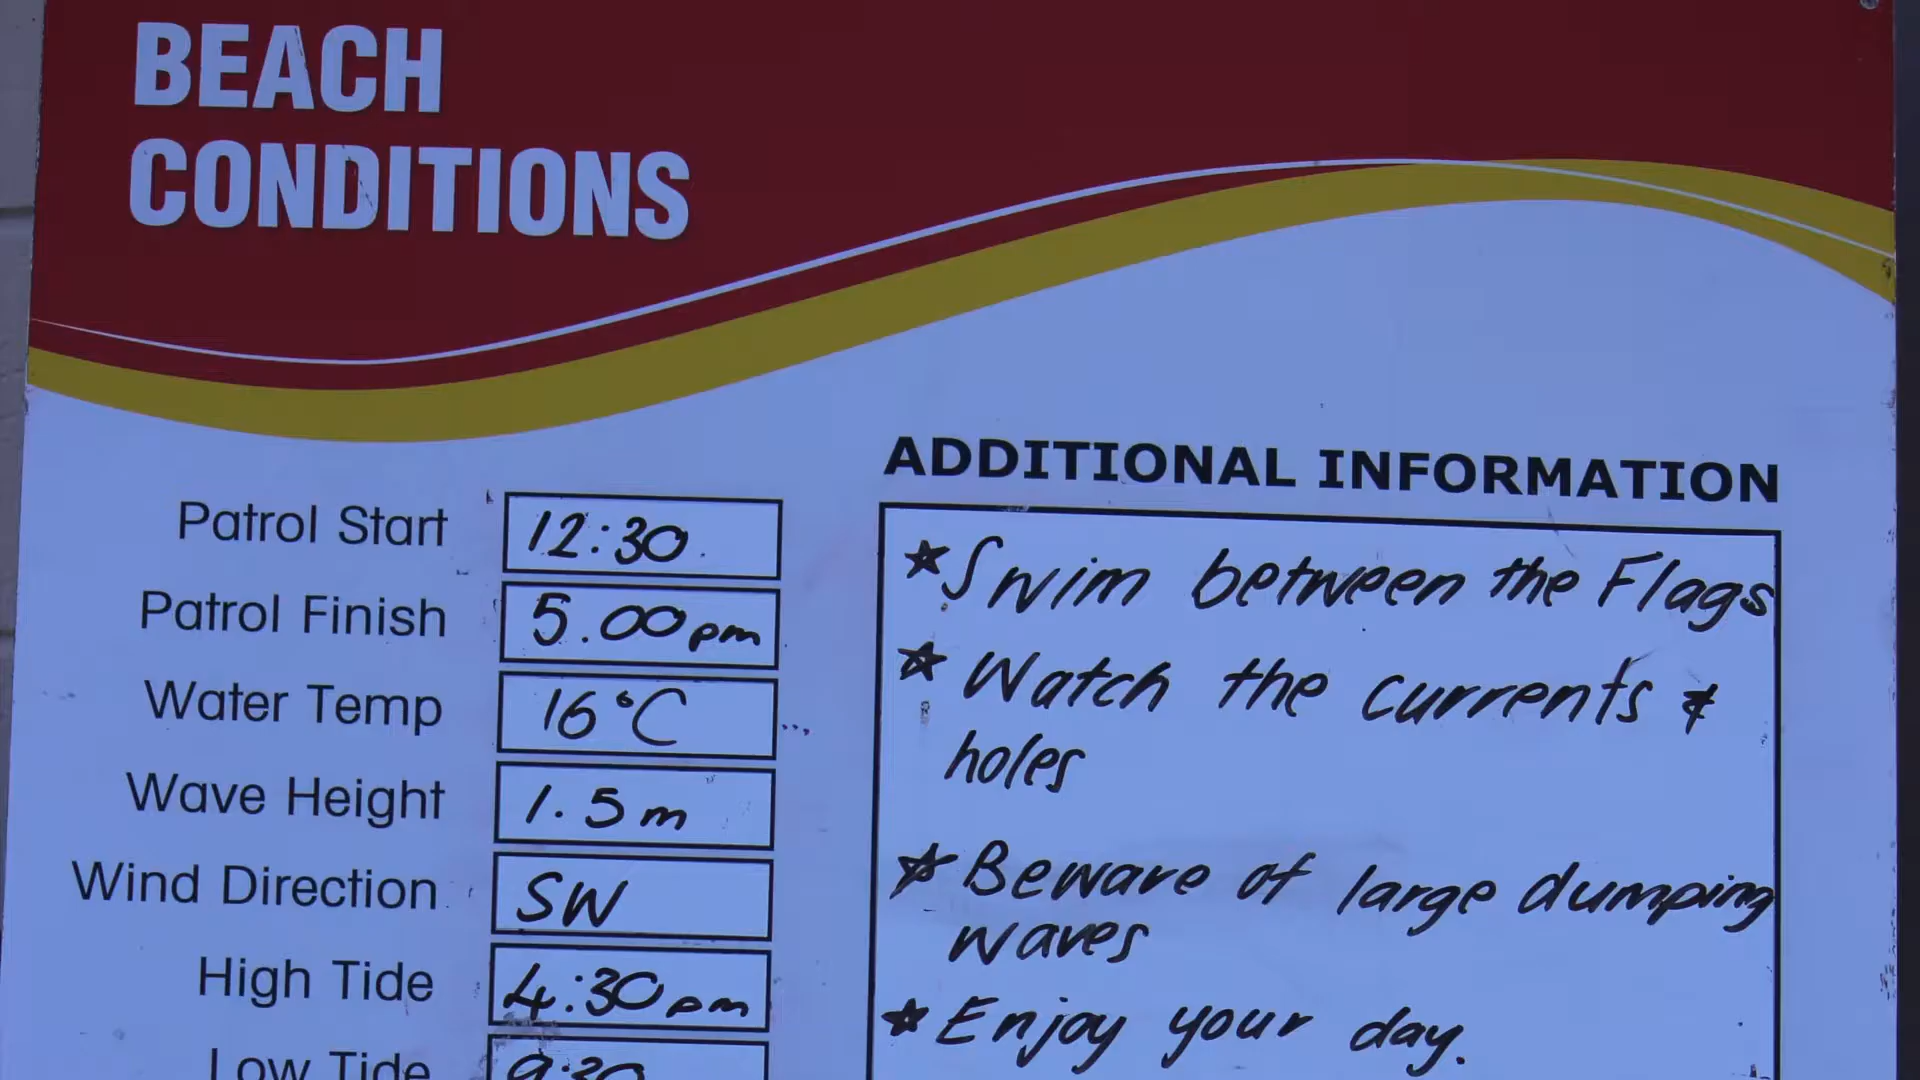 BEACH
CONDITIONS
ADDITIONAL INFORMATION
Patrol Start 12:30
Patrol Finish 5.00pm
Water Temp 16°C
Wave Height 1.5m
Wind Direction SW
High Tide 4:30pm
Low Tide 9:30
★ Swim between the Flags
★ Watch the currents &
holes
★ Beware of large dumping
waves
★ Enjoy your day.